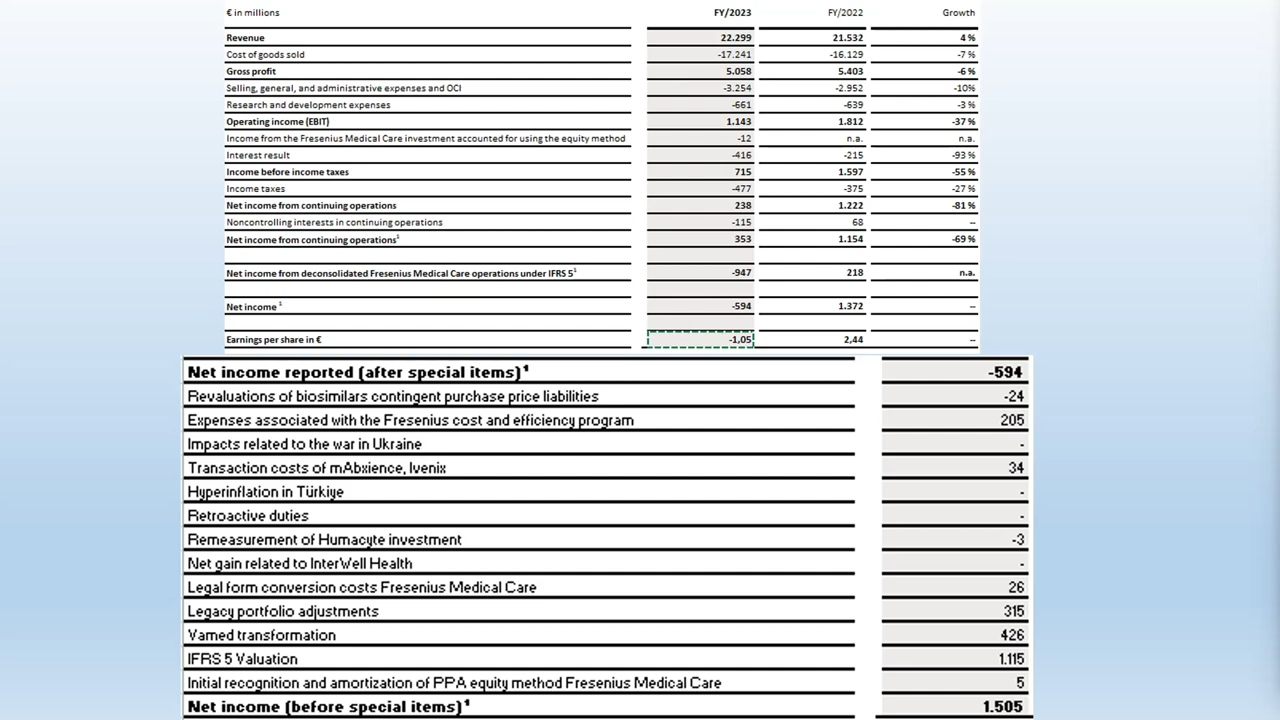 € in millions FY/2023 FY/2022 Growth
Revenue 22.299 21.532 4 %
Cost of goods sold -17.241 -16.129 -7 %
Gross profit 5.058 5.403 -6 %
Selling, general, and administrative expenses and OCI -3.254 -2.952 -10%
Research and development expenses -661 -639 -3 %
Operating income (EBIT) 1.143 1.812 -37 %
Income from the Fresenius Medical Care investment accounted for using the equity method -12 n.a. n.a.
Interest result -416 -215 -93 %
Income before income taxes 715 1.597 -55 %
Income taxes -477 -375 -27 %
Net income from continuing operations 238 1.222 -81 %
Noncontrolling interests in continuing operations -115 68 --
Net income from continuing operations¹ 353 1.154 -69 %
Net income from deconsolidated Fresenius Medical Care operations under IFRS 5¹ -947 218 n.a.
Net income ¹ -594 1.372 --
Earnings per share in € -1,05 2,44 --
Net income reported (after special items)¹ -594
Revaluations of biosimilars contingent purchase price liabilities -24
Expenses associated with the Fresenius cost and efficiency program 205
Impacts related to the war in Ukraine -
Transaction costs of mAbxience, Ivenix 34
Hyperinflation in Türkiye -
Retroactive duties -
Remeasurement of Humacyte investment -3
Net gain related to InterWell Health -
Legal form conversion costs Fresenius Medical Care 26
Legacy portfolio adjustments 315
Vamed transformation 426
IFRS 5 Valuation 1.115
Initial recognition and amortization of PPA equity method Fresenius Medical Care 5
Net income (before special items)¹ 1.505